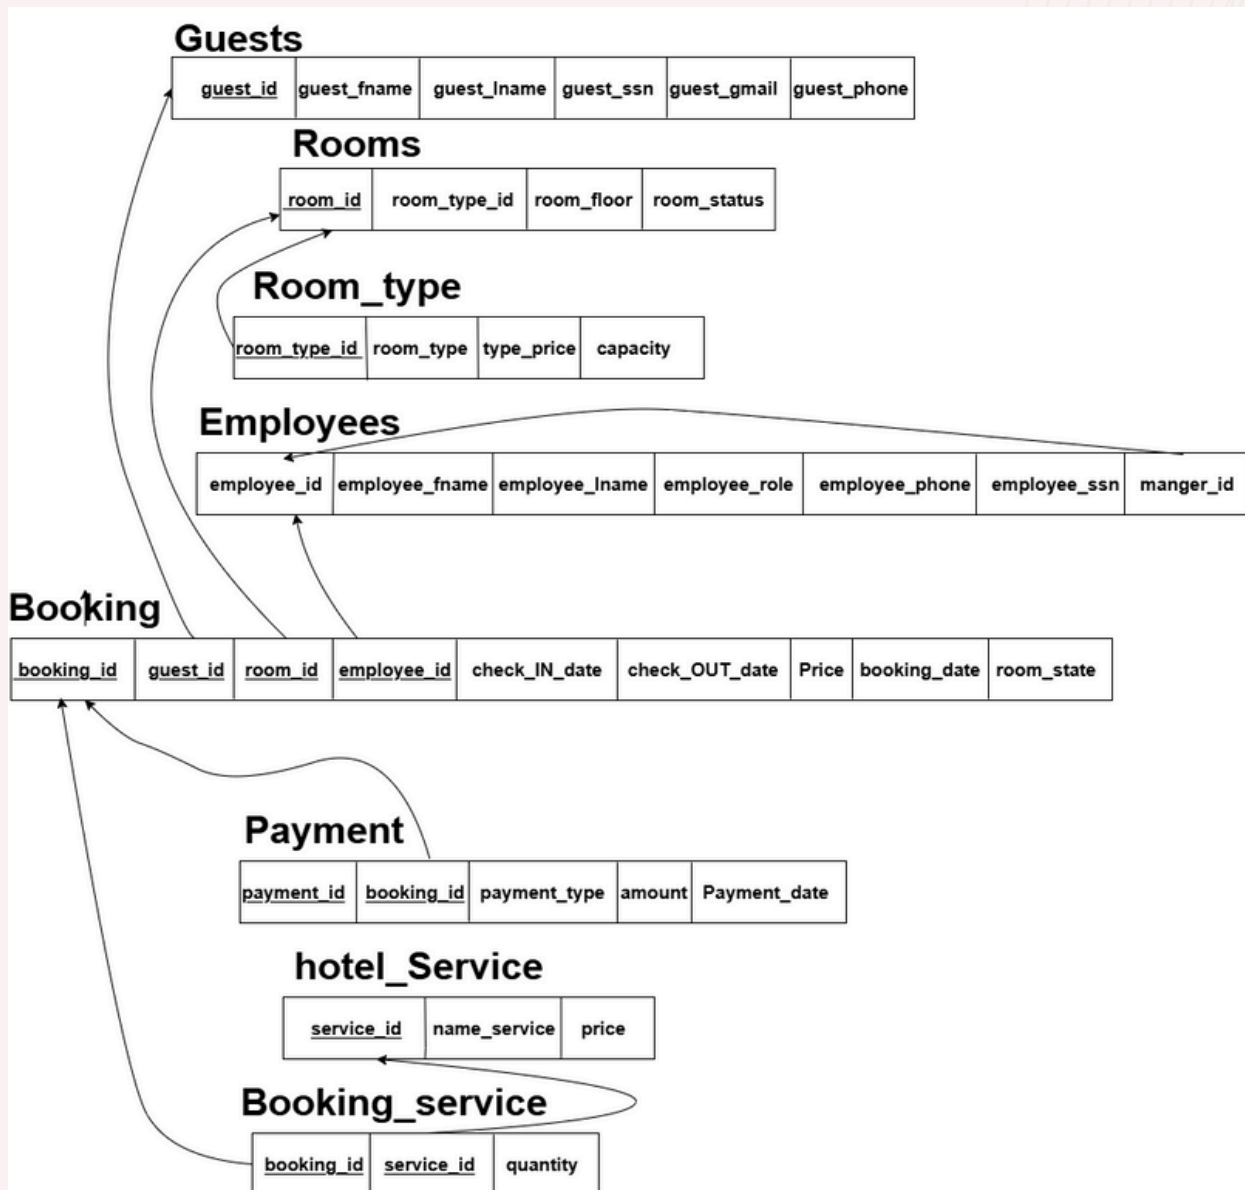 Guests
guest_id guest_fname guest_lname guest_ssn guest_gmail guest_phone
Rooms
room_id room_type_id room_floor room_status
Room_type
room_type_id room_type type_price capacity
Employees
employee_id employee_fname employee_lname employee_role employee_phone employee_ssn manger_id
Booking
booking_id guest_id room_id employee_id check_IN_date check_OUT_date Price booking_date room_state
Payment
payment_id booking_id payment_type amount Payment_date
hotel_Service
service_id name_service price
Booking_service
booking_id service_id quantity